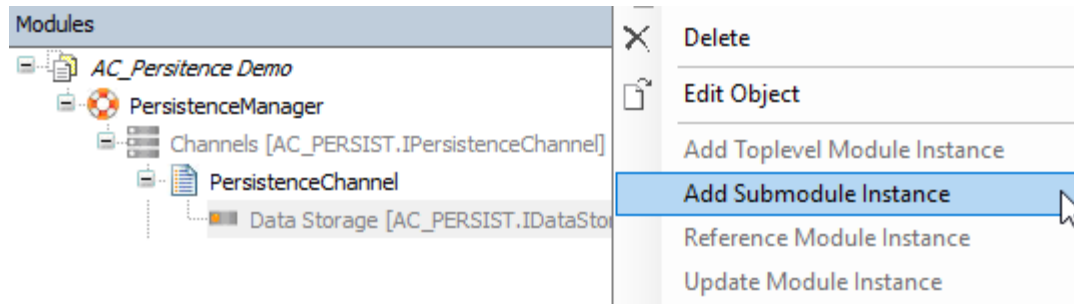 Modules
AC_Persitence Demo
PersistenceManager
Channels [AC_PERSIST.IPersistenceChannel]
PersistenceChannel
Data Storage [AC_PERSIST.IDataStor
Delete
Edit Object
Add Toplevel Module Instance
Add Submodule Instance
Reference Module Instance
Update Module Instance